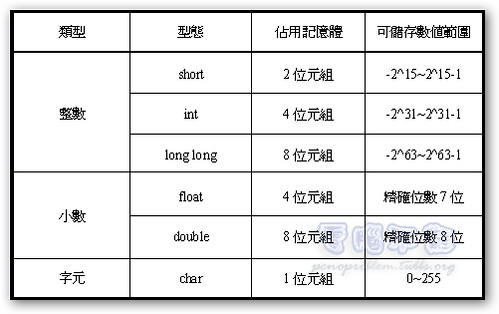 類型 型態 佔用記憶體 可儲存數值範圍
整數 short 2 位元組 -2^15~2^15-1
int 4 位元組 -2^31~2^31-1
long long 8 位元組 -2^63~2^63-1
小數 float 4 位元組 精確位數 7 位
double 8 位元組 精確位數 8 位
字元 char 1 位元組 0~255